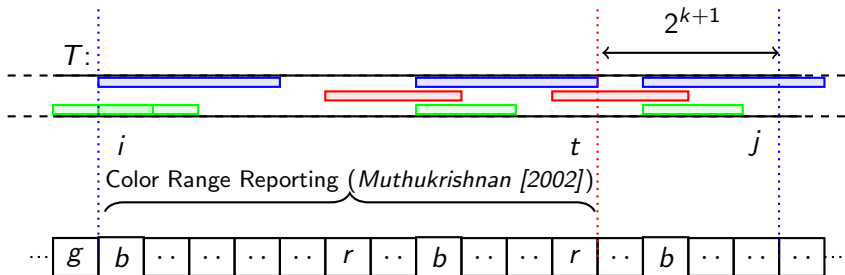 2^{k+1}
T:
i t j
Color Range Reporting (Muthukrishnan [2002])
... g b .. .. .. .. r .. b .. .. r .. b .. .. .. ...